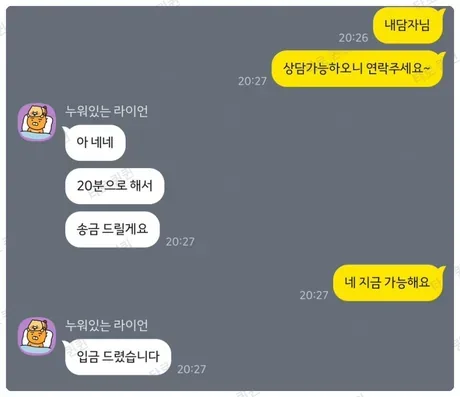 내담자님
20:26
상담가능하오니 연락주세요~
20:27
누워있는 라이언
아 네네
20분으로 해서
송금 드릴게요
20:27
네 지금 가능해요
20:27
누워있는 라이언
입금 드렸습니다
20:27